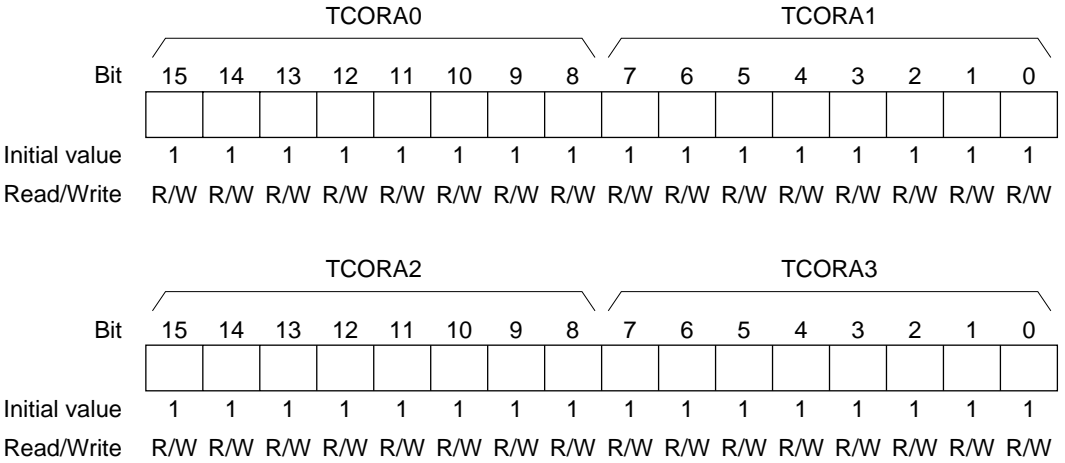 TCORA0 TCORA1
Bit 15 14 13 12 11 10 9 8 7 6 5 4 3 2 1 0
Initial value 1 1 1 1 1 1 1 1 1 1 1 1 1 1 1 1
Read/Write R/W R/W R/W R/W R/W R/W R/W R/W R/W R/W R/W R/W R/W R/W R/W R/W
TCORA2 TCORA3
Bit 15 14 13 12 11 10 9 8 7 6 5 4 3 2 1 0
Initial value 1 1 1 1 1 1 1 1 1 1 1 1 1 1 1 1
Read/Write R/W R/W R/W R/W R/W R/W R/W R/W R/W R/W R/W R/W R/W R/W R/W R/W